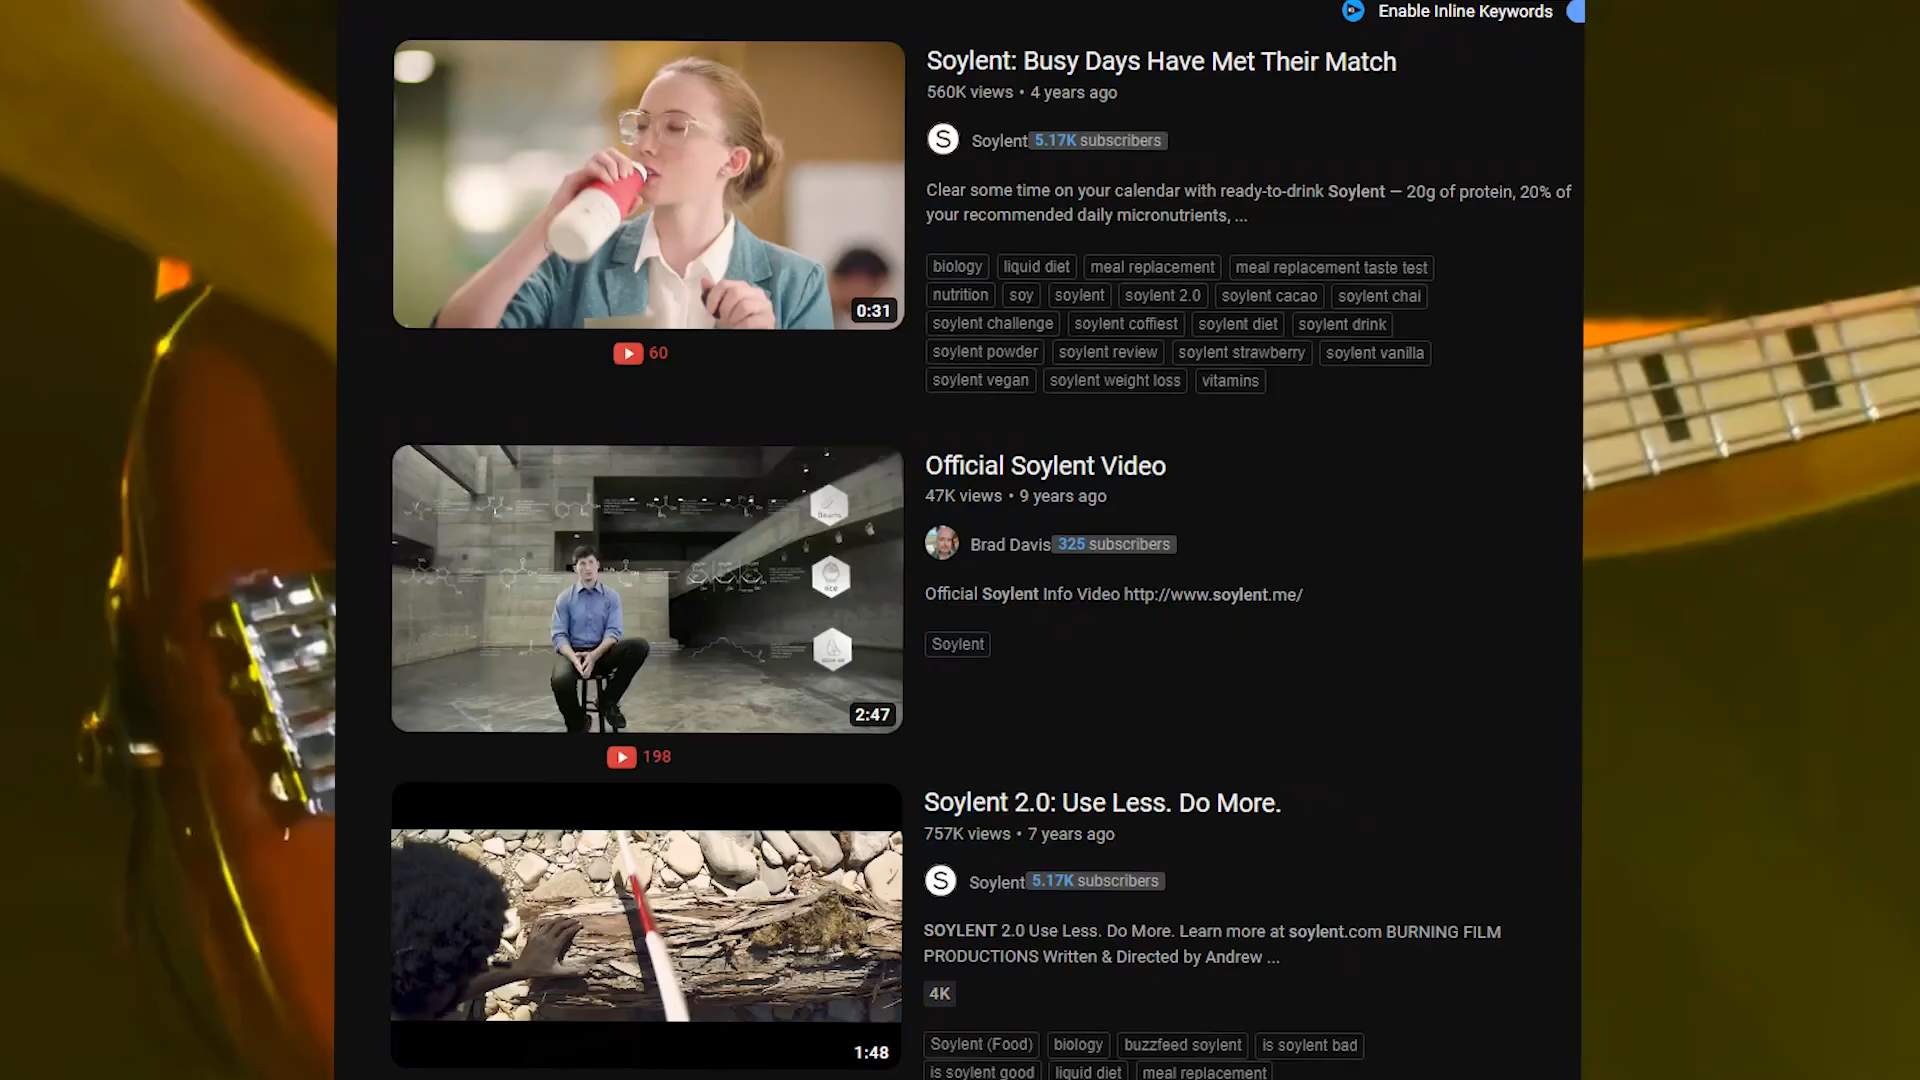 Enable Inline Keywords
Soylent: Busy Days Have Met Their Match
560K views • 4 years ago
S Soylent 5.17K subscribers
Clear some time on your calendar with ready-to-drink Soylent — 20g of protein, 20% of
your recommended daily micronutrients, ...
biology liquid diet meal replacement meal replacement taste test
nutrition soy soylent soylent 2.0 soylent cacao soylent chai
soylent challenge soylent coffiest soylent diet soylent drink
soylent powder soylent review soylent strawberry soylent vanilla
soylent vegan soylent weight loss vitamins
0:31
60
Official Soylent Video
47K views • 9 years ago
Brad Davis 325 subscribers
Official Soylent Info Video http://www.soylent.me/
Soylent
2:47
198
Soylent 2.0: Use Less. Do More.
757K views • 7 years ago
S Soylent 5.17K subscribers
SOYLENT 2.0 Use Less. Do More. Learn more at soylent.com BURNING FILM
PRODUCTIONS Written & Directed by Andrew ...
4K
1:48
Soylent (Food) biology buzzfeed soylent is soylent bad
is soylent good liquid diet meal replacement